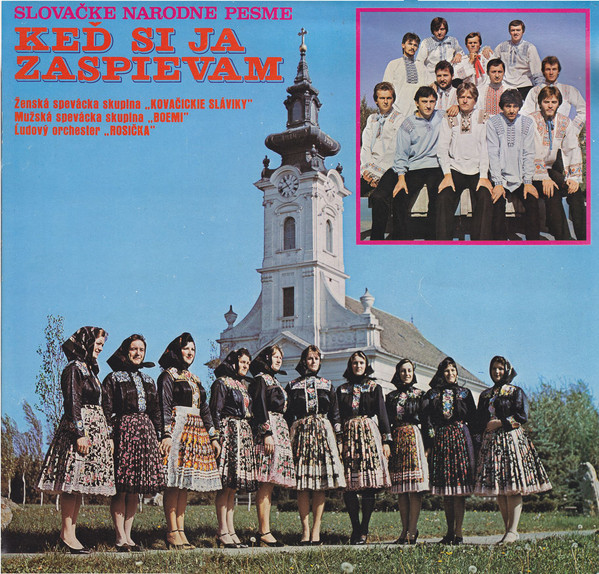 SLOVAČKE NARODNE PESME
KEĎ SI JA
ZASPIEVAM
Ženská spevácka skupina „KOVAČICKIE SLÁVIKY"
Mužská spevácka skupina „BOEMI"
Ľudový orchester „ROSIČKA"